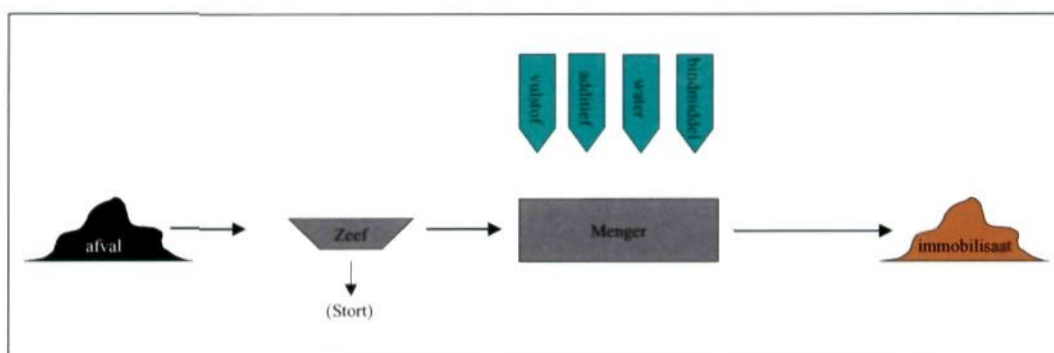 vulstof
additief
water
bindmiddel
afval
Zeef
Menger
immobilisaat
(Stort)